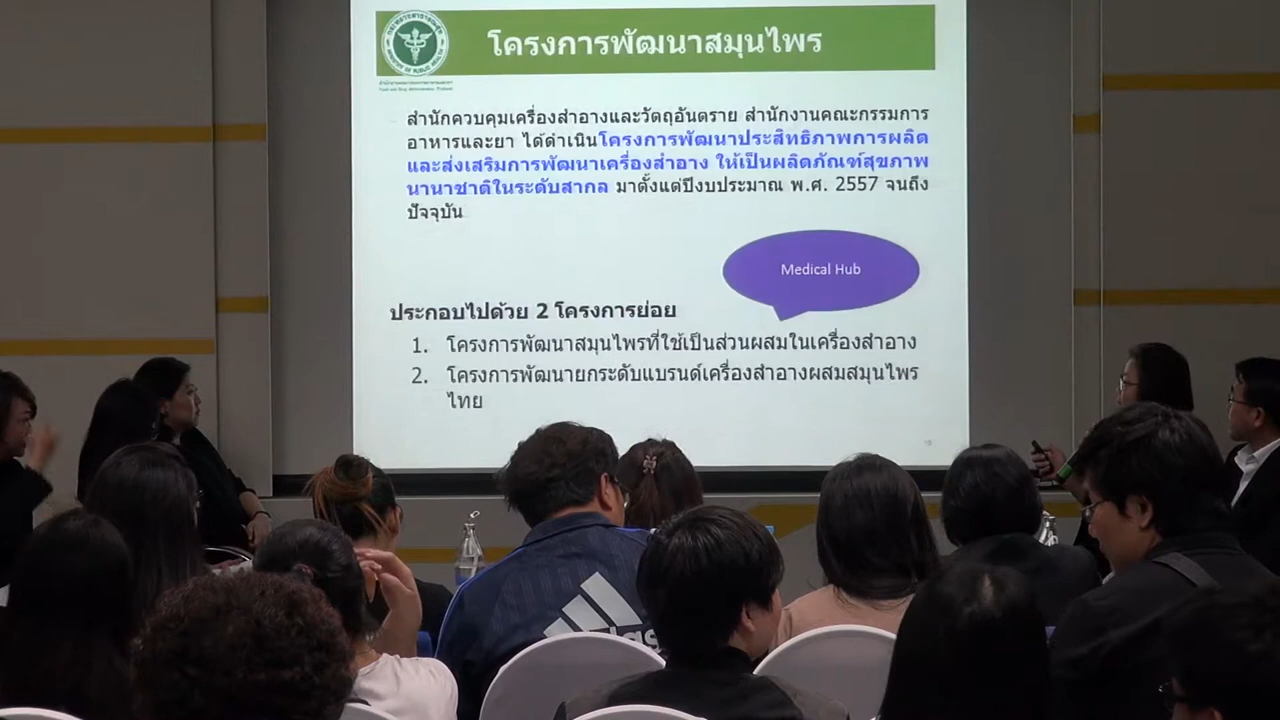 โครงการพัฒนาสมุนไพร
สำนักควบคุมเครื่องสำอางและวัตถุอันตราย สำนักงานคณะกรรมการ
อาหารและยา ได้ดำเนินโครงการพัฒนาประสิทธิภาพการผลิต
และส่งเสริมการพัฒนาเครื่องสำอาง ให้เป็นผลิตภัณฑ์สุขภาพ
นานาชาติในระดับสากล มาตั้งแต่ปีงบประมาณ พ.ศ. 2557 จนถึง
ปัจจุบัน
Medical Hub
ประกอบไปด้วย 2 โครงการย่อย
1. โครงการพัฒนาสมุนไพรที่ใช้เป็นส่วนผสมในเครื่องสำอาง
2. โครงการพัฒนายกระดับแบรนด์เครื่องสำอางผสมสมุนไพร
ไทย